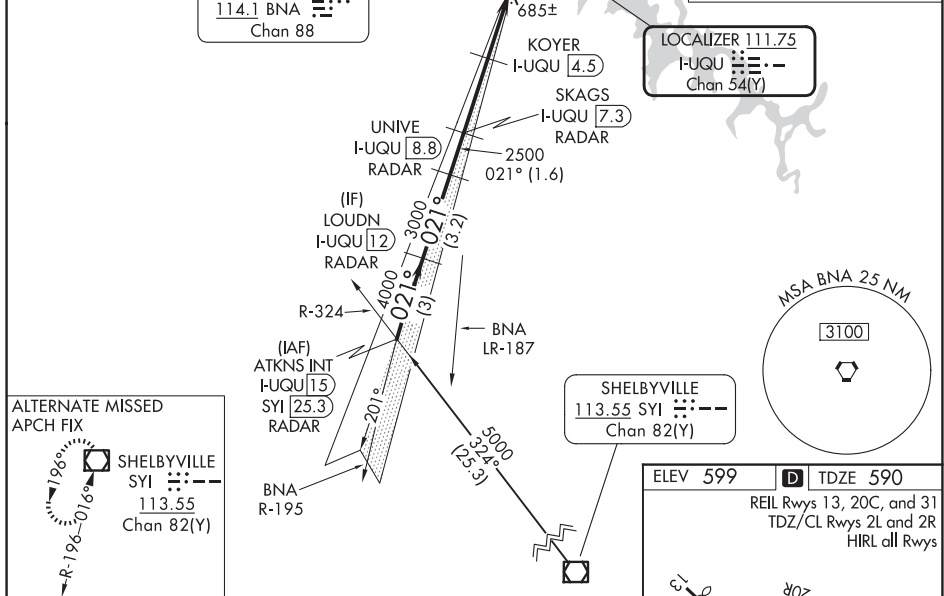 114.1 BNA
Chan 88
685±
KOYER
I-UQU 4.5
LOCALIZER 111.75
I-UQU
Chan 54(Y)
SKAGS
I-UQU 7.3
RADAR
UNIVE
I-UQU 8.8
RADAR
2500
021° (1.6)
(IF)
LOUDN
I-UQU 12
RADAR
3000
021°
(3.2)
4000
021°
(3)
R-324
BNA
LR-187
(IAF)
ATKNS INT
I-UQU 15
SYI 25.3
RADAR
201°
BNA
R-195
5000
324°
(25.3)
MSA BNA 25 NM
3100
SHELBYVILLE
113.55 SYI
Chan 82(Y)
ALTERNATE MISSED
APCH FIX
196°
SHELBYVILLE
SYI
113.55
Chan 82(Y)
R-196
016°
ELEV 599 D TDZE 590
REIL Rwys 13, 20C, and 31
TDZ/CL Rwys 2L and 2R
HIRL all Rwys
13
20R